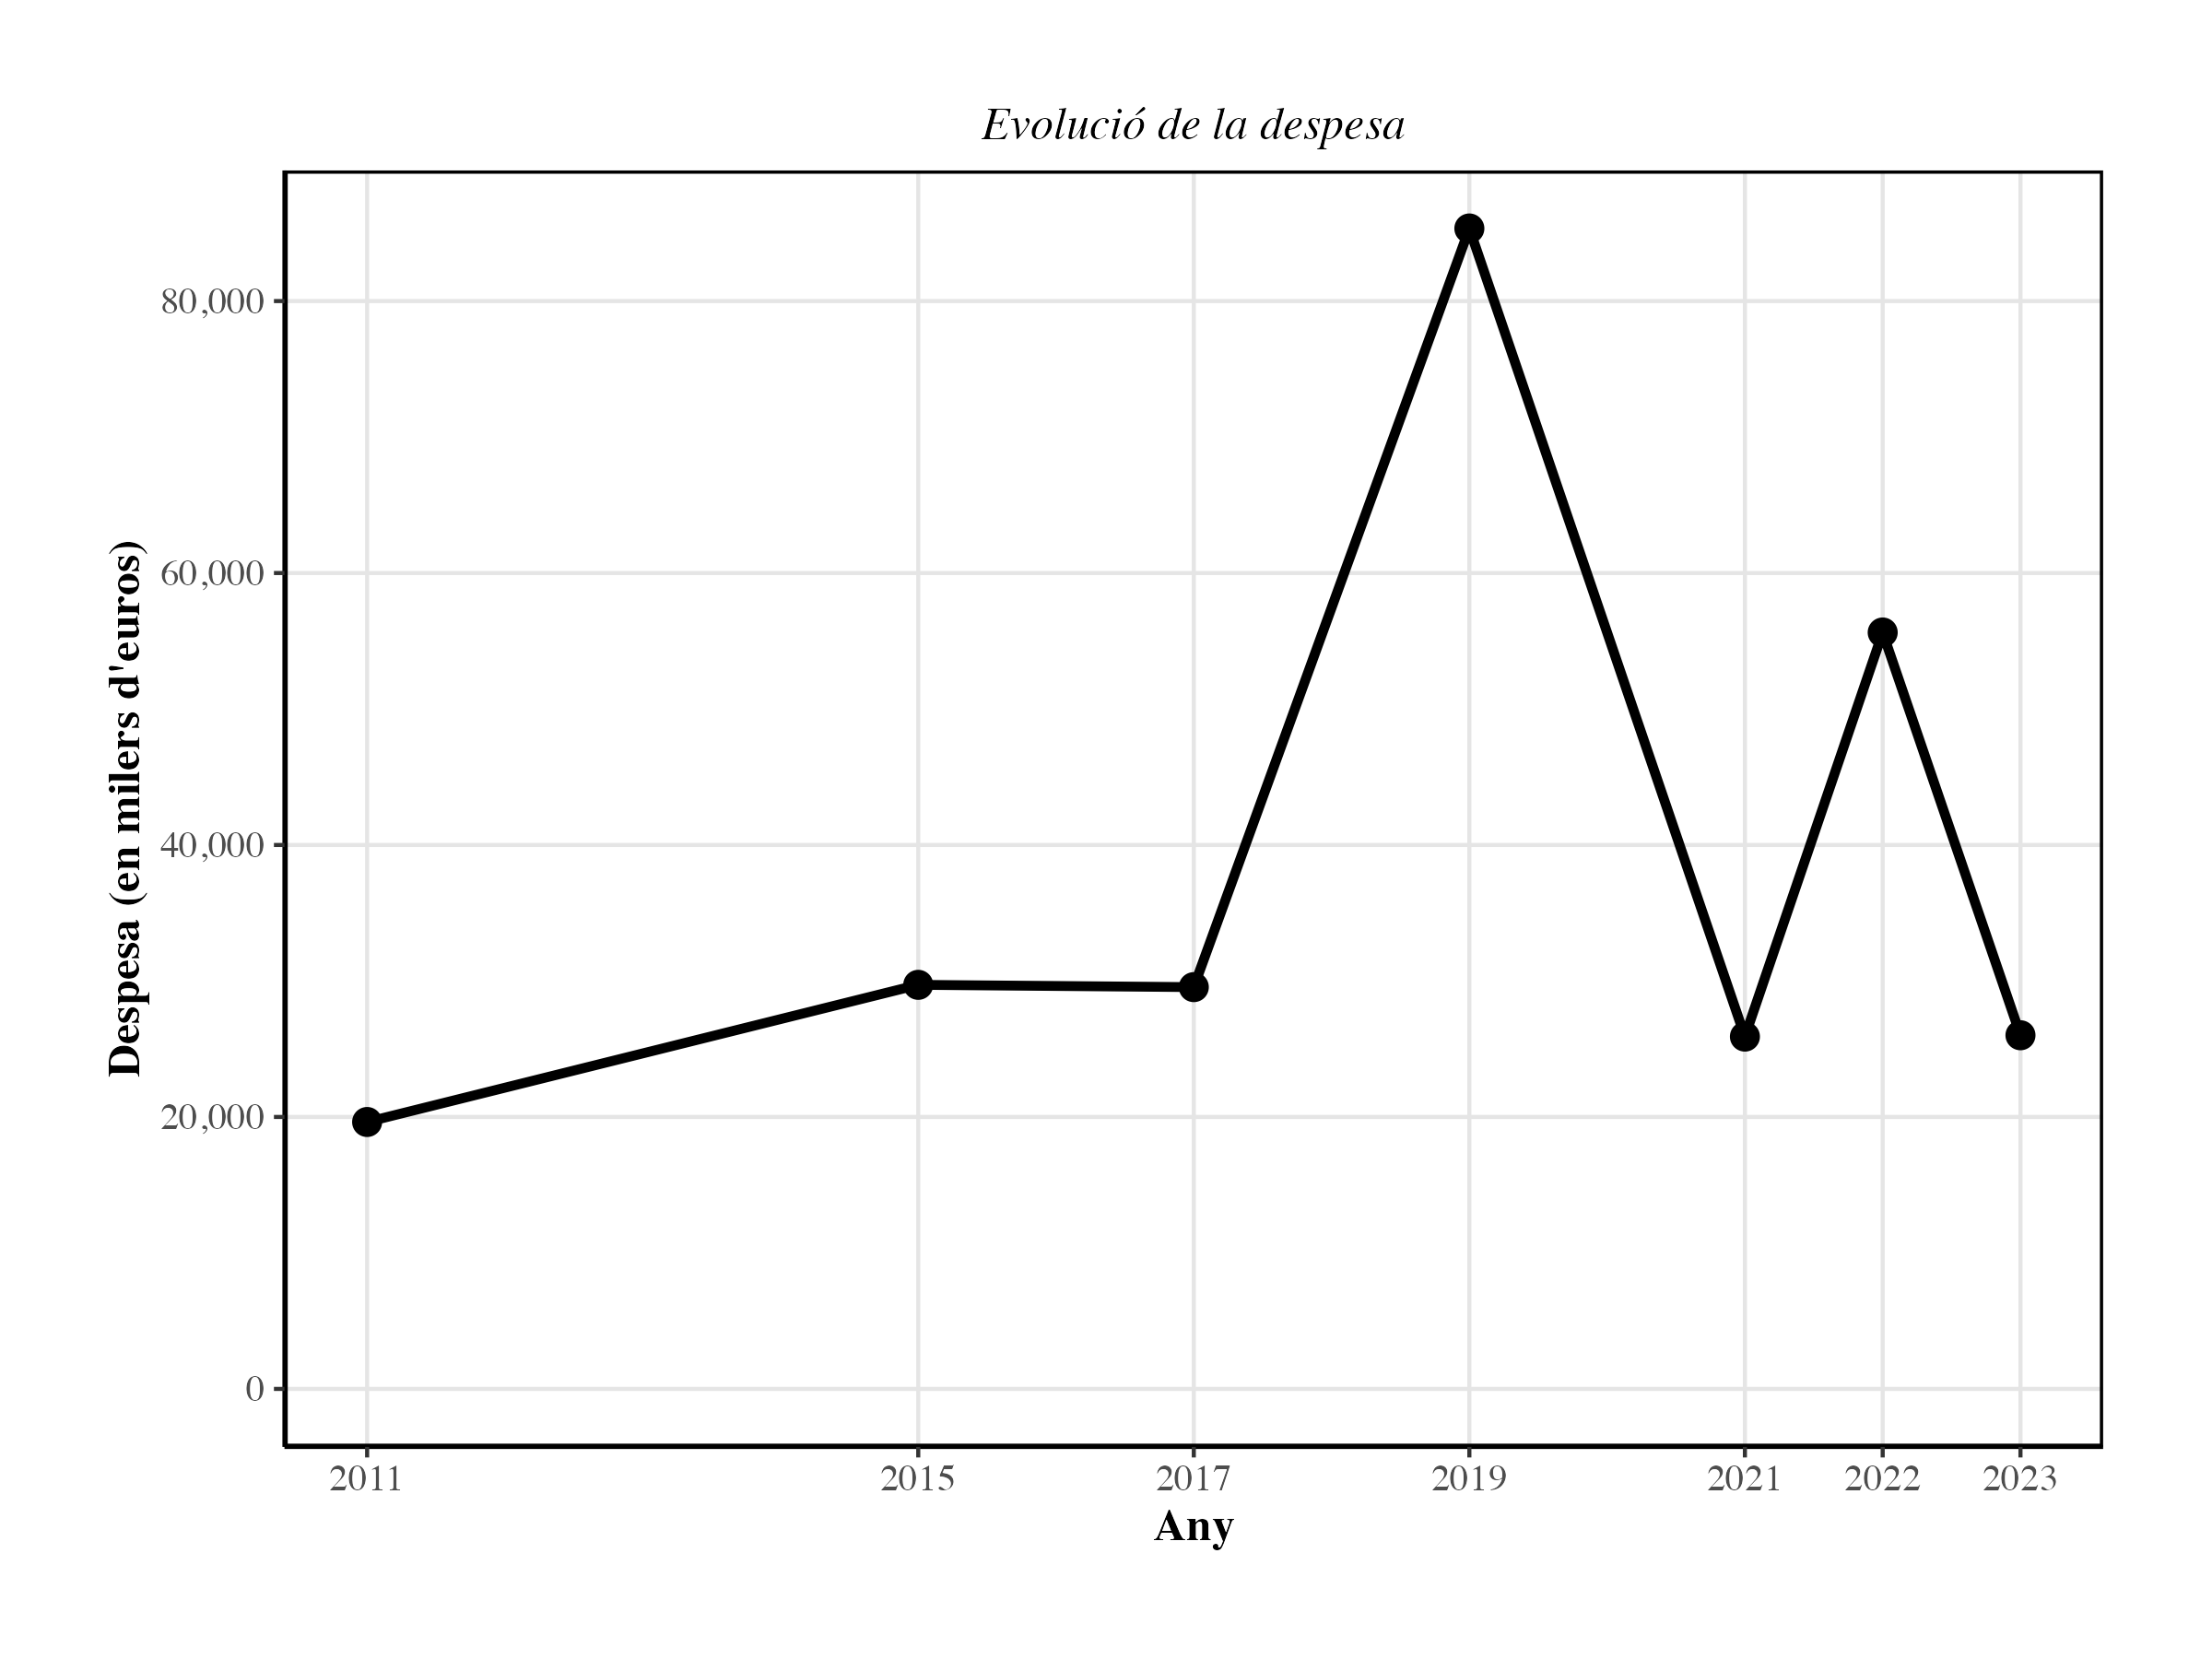 Evolució de la despesa
Despesa (en milers d'euros)
80,000
60,000
40,000
20,000
0
2011 2015 2017 2019 2021 2022 2023
Any